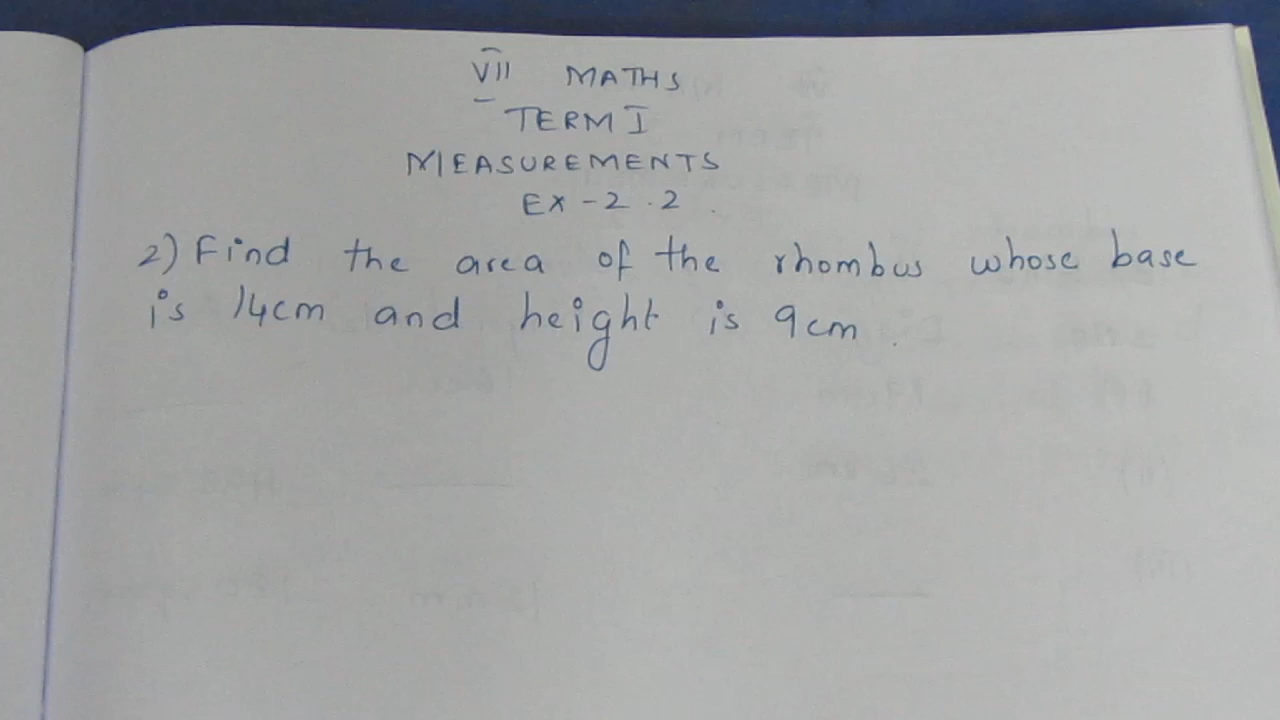 VII MATHS
TERM I
MEASUREMENTS
EX - 2.2
2) Find the area of the rhombus whose base
is 14cm and height is 9cm.